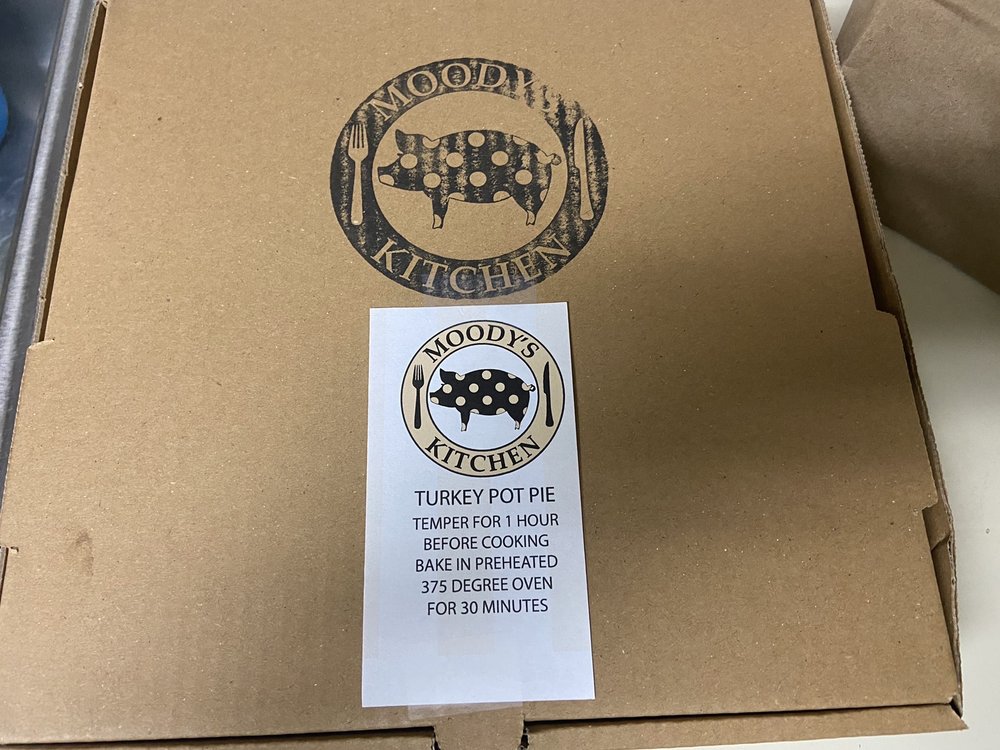 MOODY'S
KITCHEN
MOODY'S
KITCHEN
TURKEY POT PIE
TEMPER FOR 1 HOUR
BEFORE COOKING
BAKE IN PREHEATED
375 DEGREE OVEN
FOR 30 MINUTES